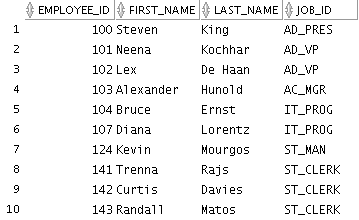 EMPLOYEE_ID FIRST_NAME LAST_NAME JOB_ID
1 100 Steven King AD_PRES
2 101 Neena Kochhar AD_VP
3 102 Lex De Haan AD_VP
4 103 Alexander Hunold AC_MGR
5 104 Bruce Ernst IT_PROG
6 107 Diana Lorentz IT_PROG
7 124 Kevin Mourgos ST_MAN
8 141 Trenna Rajs ST_CLERK
9 142 Curtis Davies ST_CLERK
10 143 Randall Matos ST_CLERK